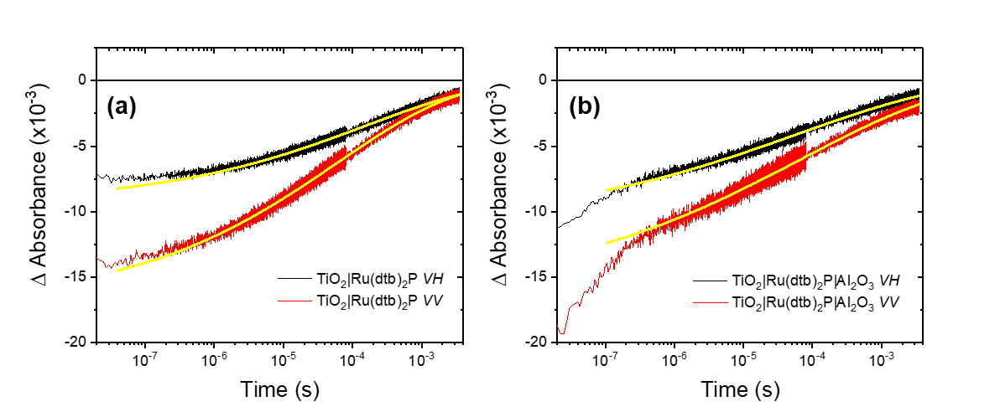 Δ Absorbance (x10⁻³)
0
-5
-10
-15
-20
(a)
TiO₂|Ru(dtb)₂P VH
TiO₂|Ru(dtb)₂P VV
10⁻⁷ 10⁻⁶ 10⁻⁵ 10⁻⁴ 10⁻³
Time (s)
Δ Absorbance (x10⁻³)
0
-5
-10
-15
-20
(b)
TiO₂|Ru(dtb)₂P|Al₂O₃ VH
TiO₂|Ru(dtb)₂P|Al₂O₃ VV
10⁻⁷ 10⁻⁶ 10⁻⁵ 10⁻⁴ 10⁻³
Time (s)